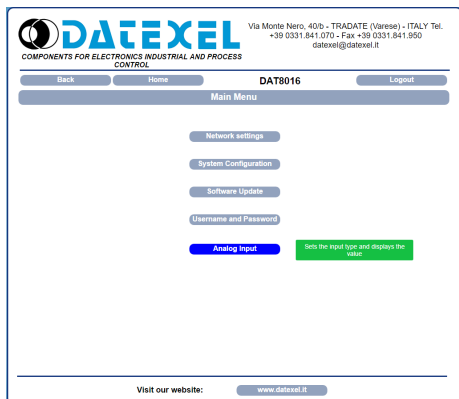 DATEXEL
COMPONENTS FOR ELECTRONICS INDUSTRIAL AND PROCESS
CONTROL
Via Monte Nero, 40/b - TRADATE (Varese) - ITALY Tel.
+39 0331.841.070 - Fax +39 0331.841.950
datexel@datexel.it
Back
Home
DAT8016
Logout
Main Menu
Network settings
System Configuration
Software Update
Username and Password
Analog Input
Sets the input type and displays the
value
Visit our website:
www.datexel.it